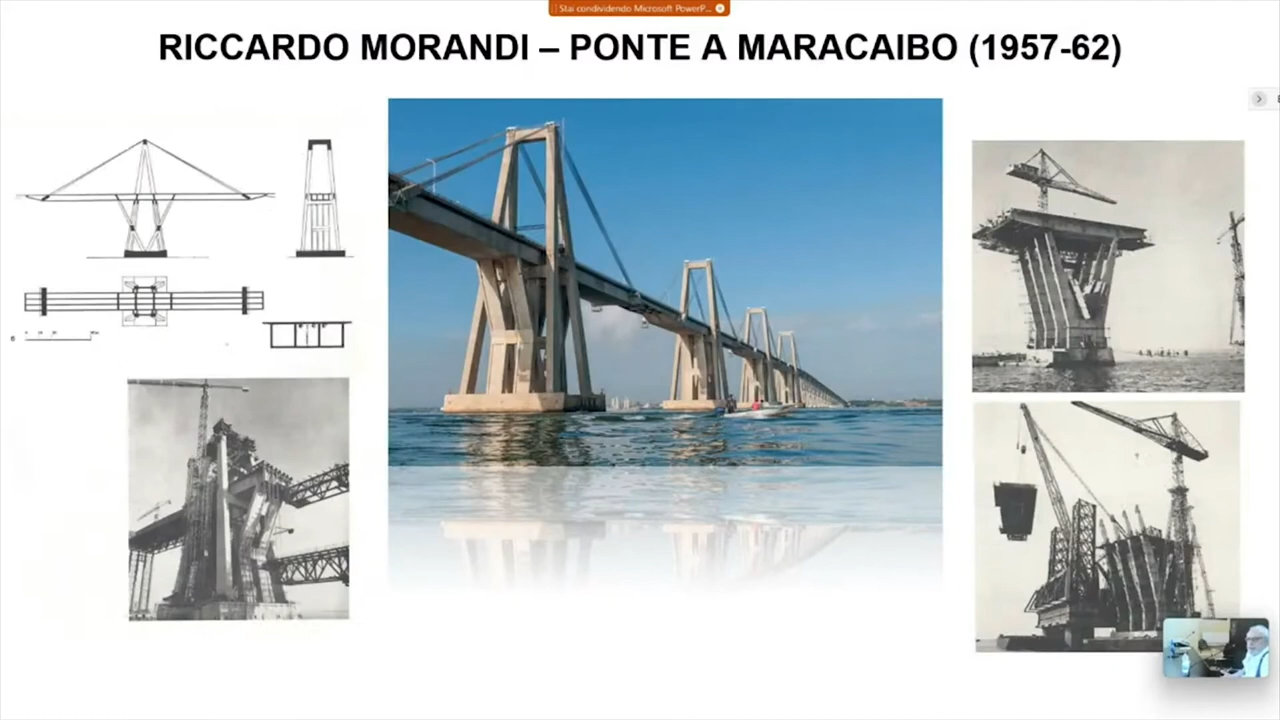 Stai condividendo Microsoft PowerP...
RICCARDO MORANDI – PONTE A MARACAIBO (1957-62)